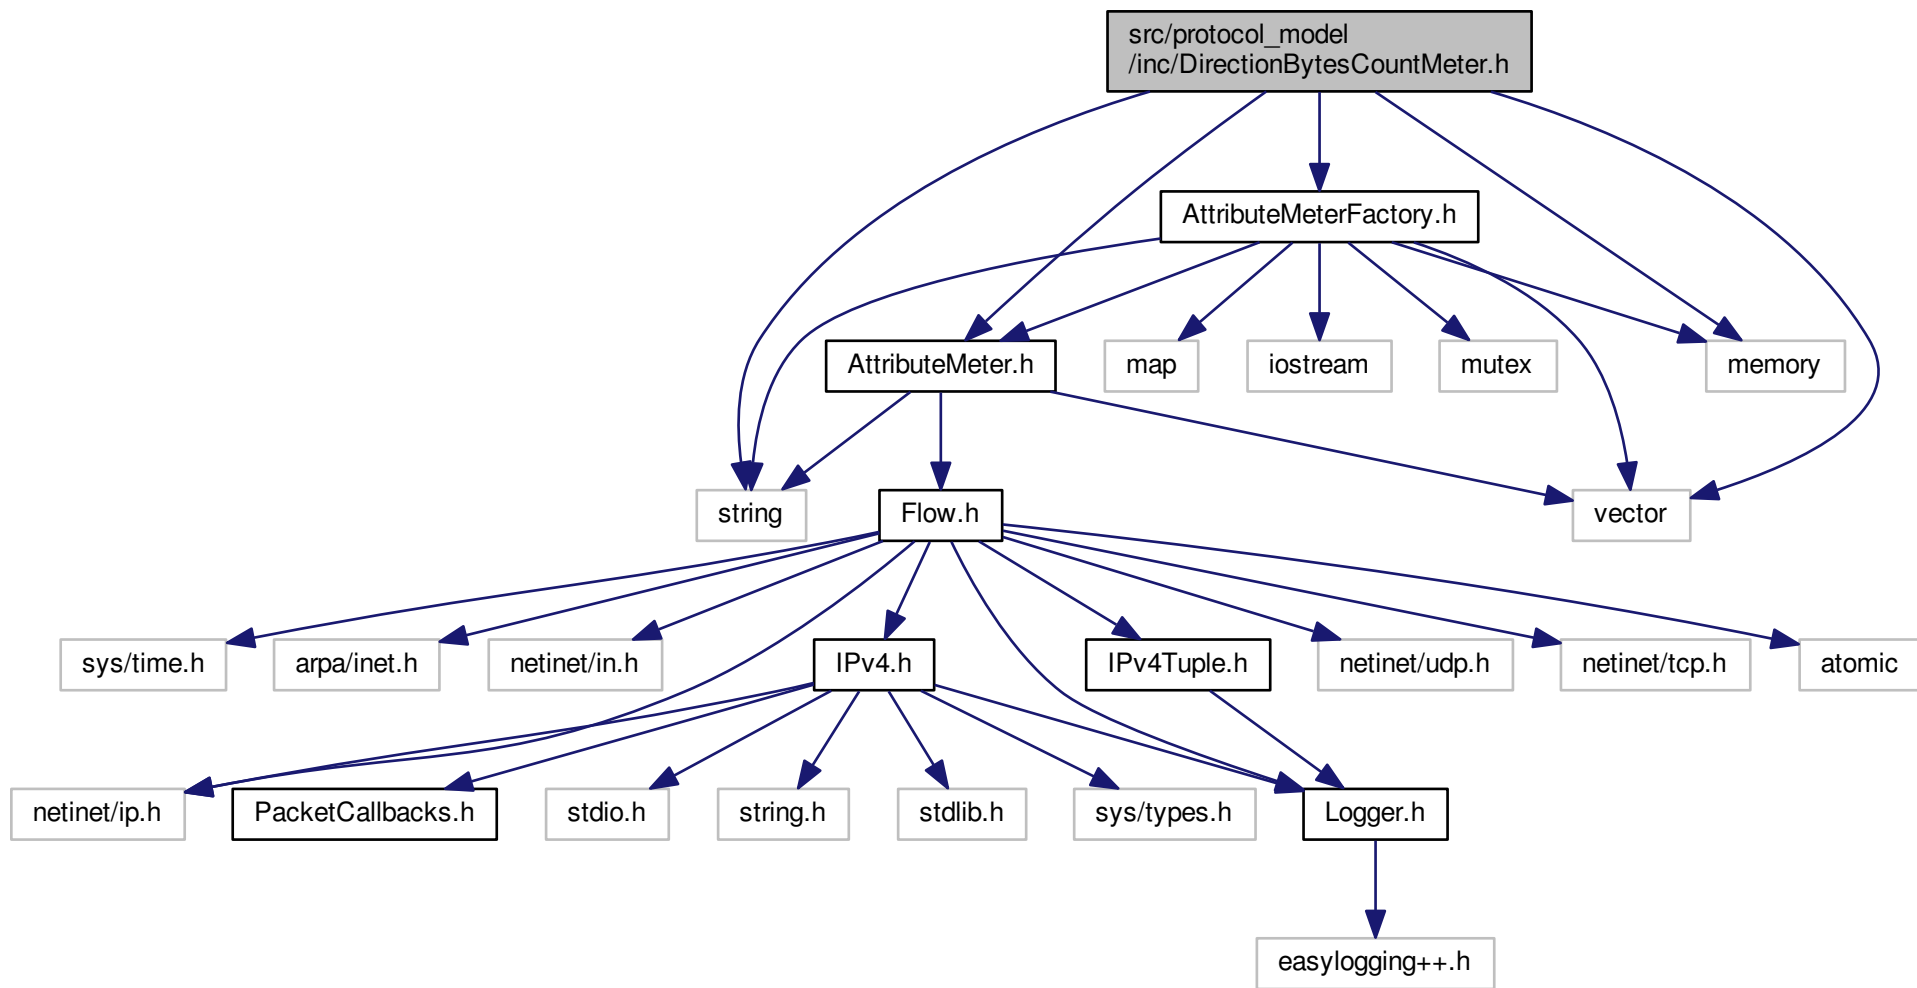 src/protocol_model
/inc/DirectionBytesCountMeter.h
AttributeMeterFactory.h
AttributeMeter.h
map
iostream
mutex
memory
string
Flow.h
vector
sys/time.h
arpa/inet.h
netinet/in.h
IPv4.h
IPv4Tuple.h
netinet/udp.h
netinet/tcp.h
atomic
netinet/ip.h
PacketCallbacks.h
stdio.h
string.h
stdlib.h
sys/types.h
Logger.h
easylogging++.h